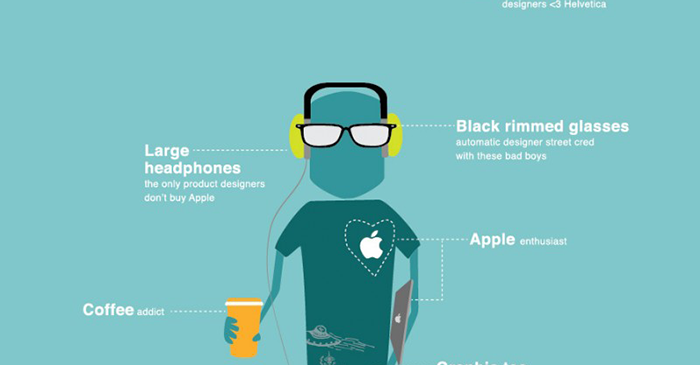 designers <3 Helvetica
Black rimmed glasses
automatic designer street cred
with these bad boys
Large
headphones
the only product designers
don't buy Apple
Apple enthusiast
Coffee addict